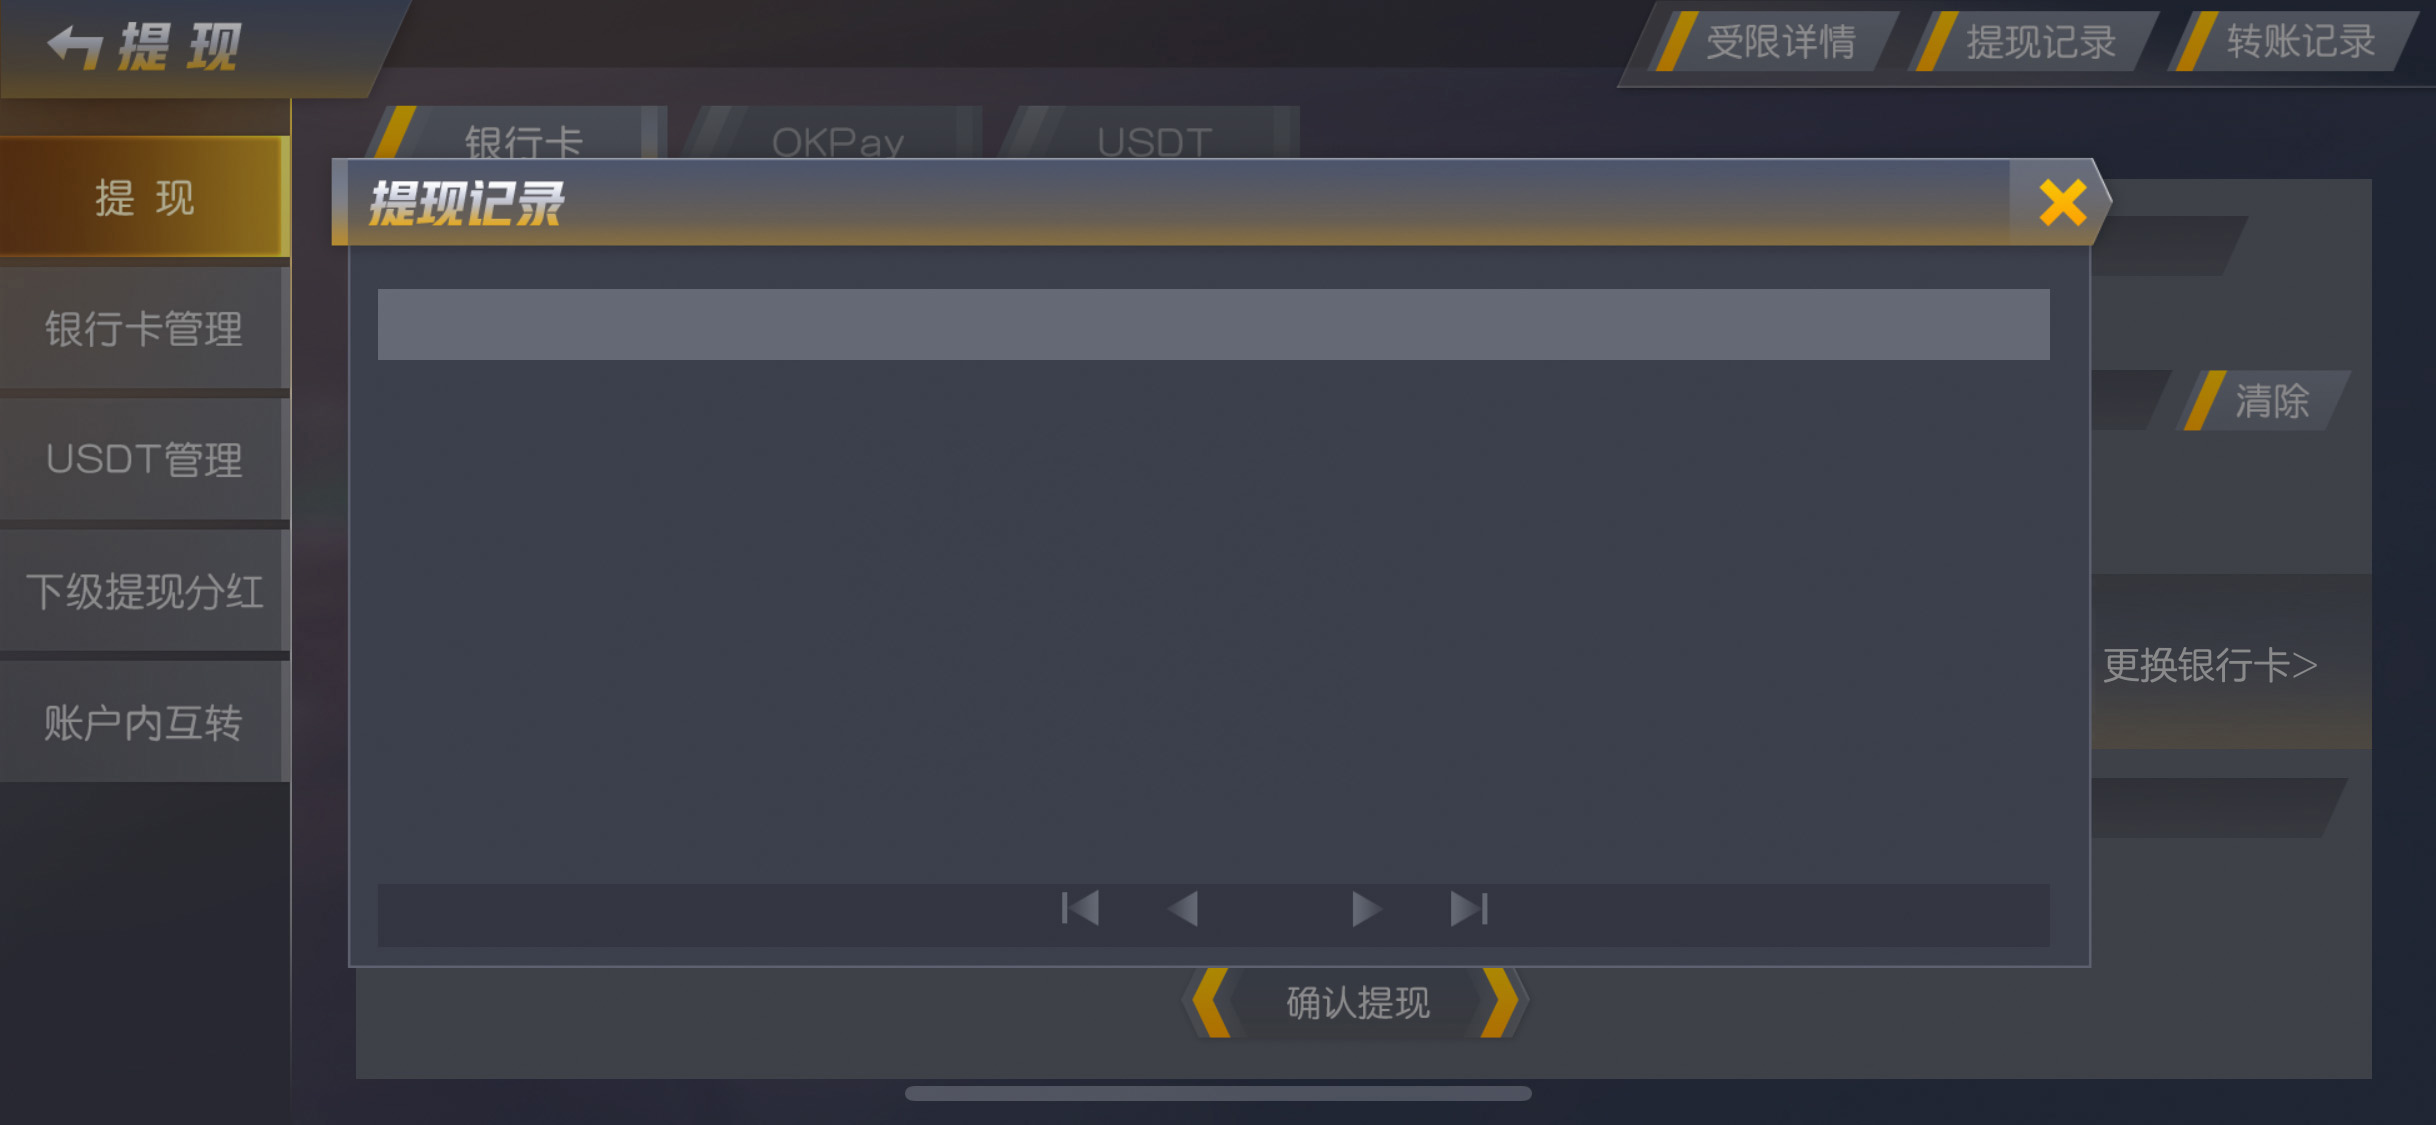 提 现
受限详情
提现记录
转账记录
银行卡
OKPay
USDT
提 现
银行卡管理
USDT管理
下级提现分红
账户内互转
提现记录
清除
更换银行卡>
确认提现